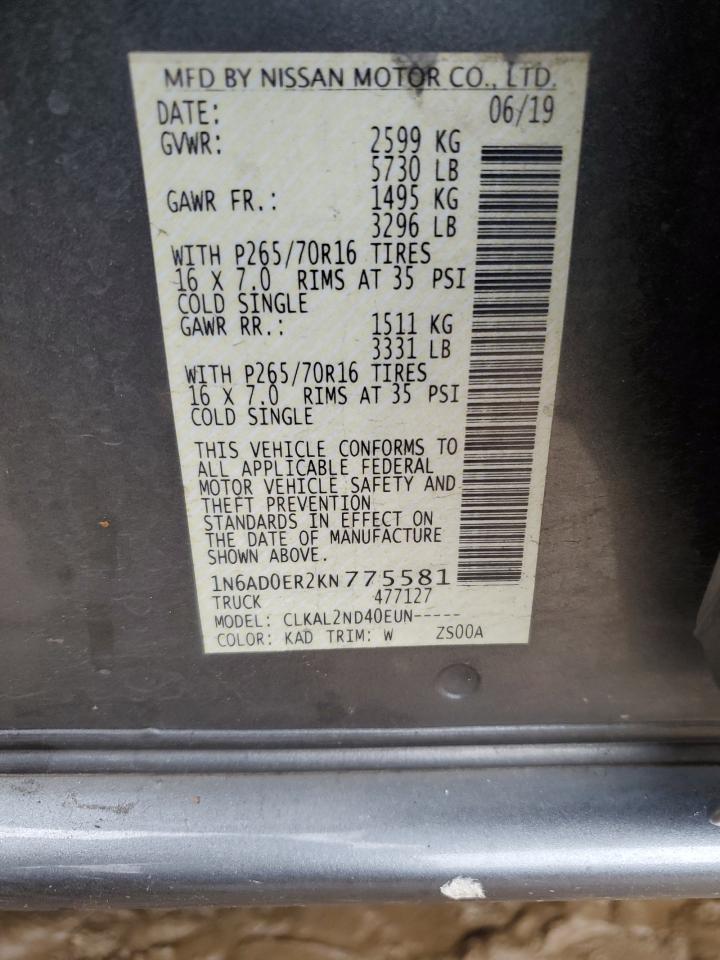 MFD BY NISSAN MOTOR CO., LTD.
DATE: 06/19
GVWR: 2599 KG
5730 LB
GAWR FR.: 1495 KG
3296 LB
WITH P265/70R16 TIRES
16 X 7.0 RIMS AT 35 PSI
COLD SINGLE
GAWR RR.: 1511 KG
3331 LB
WITH P265/70R16 TIRES
16 X 7.0 RIMS AT 35 PSI
COLD SINGLE
THIS VEHICLE CONFORMS TO
ALL APPLICABLE FEDERAL
MOTOR VEHICLE SAFETY AND
THEFT PREVENTION
STANDARDS IN EFFECT ON
THE DATE OF MANUFACTURE
SHOWN ABOVE.
1N6AD0ER2KN775581
TRUCK 477127
MODEL: CLKAL2ND40EUN-----
COLOR: KAD TRIM: W ZS00A